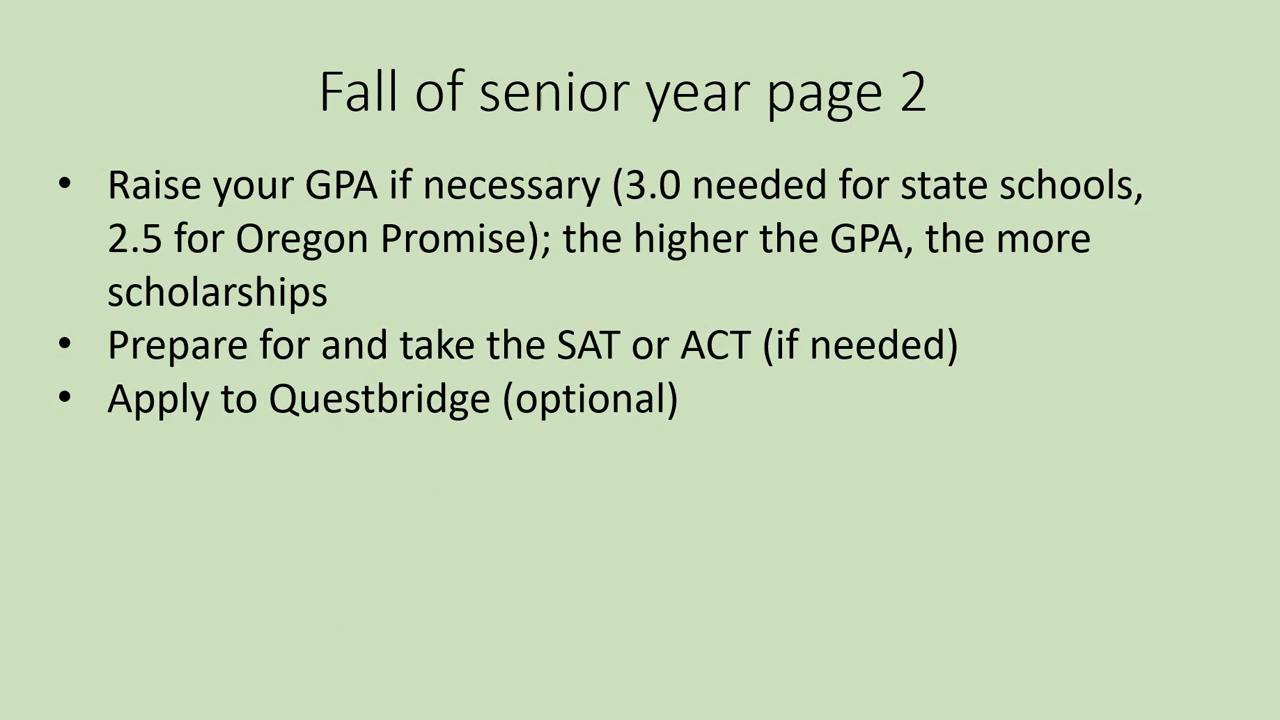 Fall of senior year page 2
• Raise your GPA if necessary (3.0 needed for state schools,
2.5 for Oregon Promise); the higher the GPA, the more
scholarships
• Prepare for and take the SAT or ACT (if needed)
• Apply to Questbridge (optional)